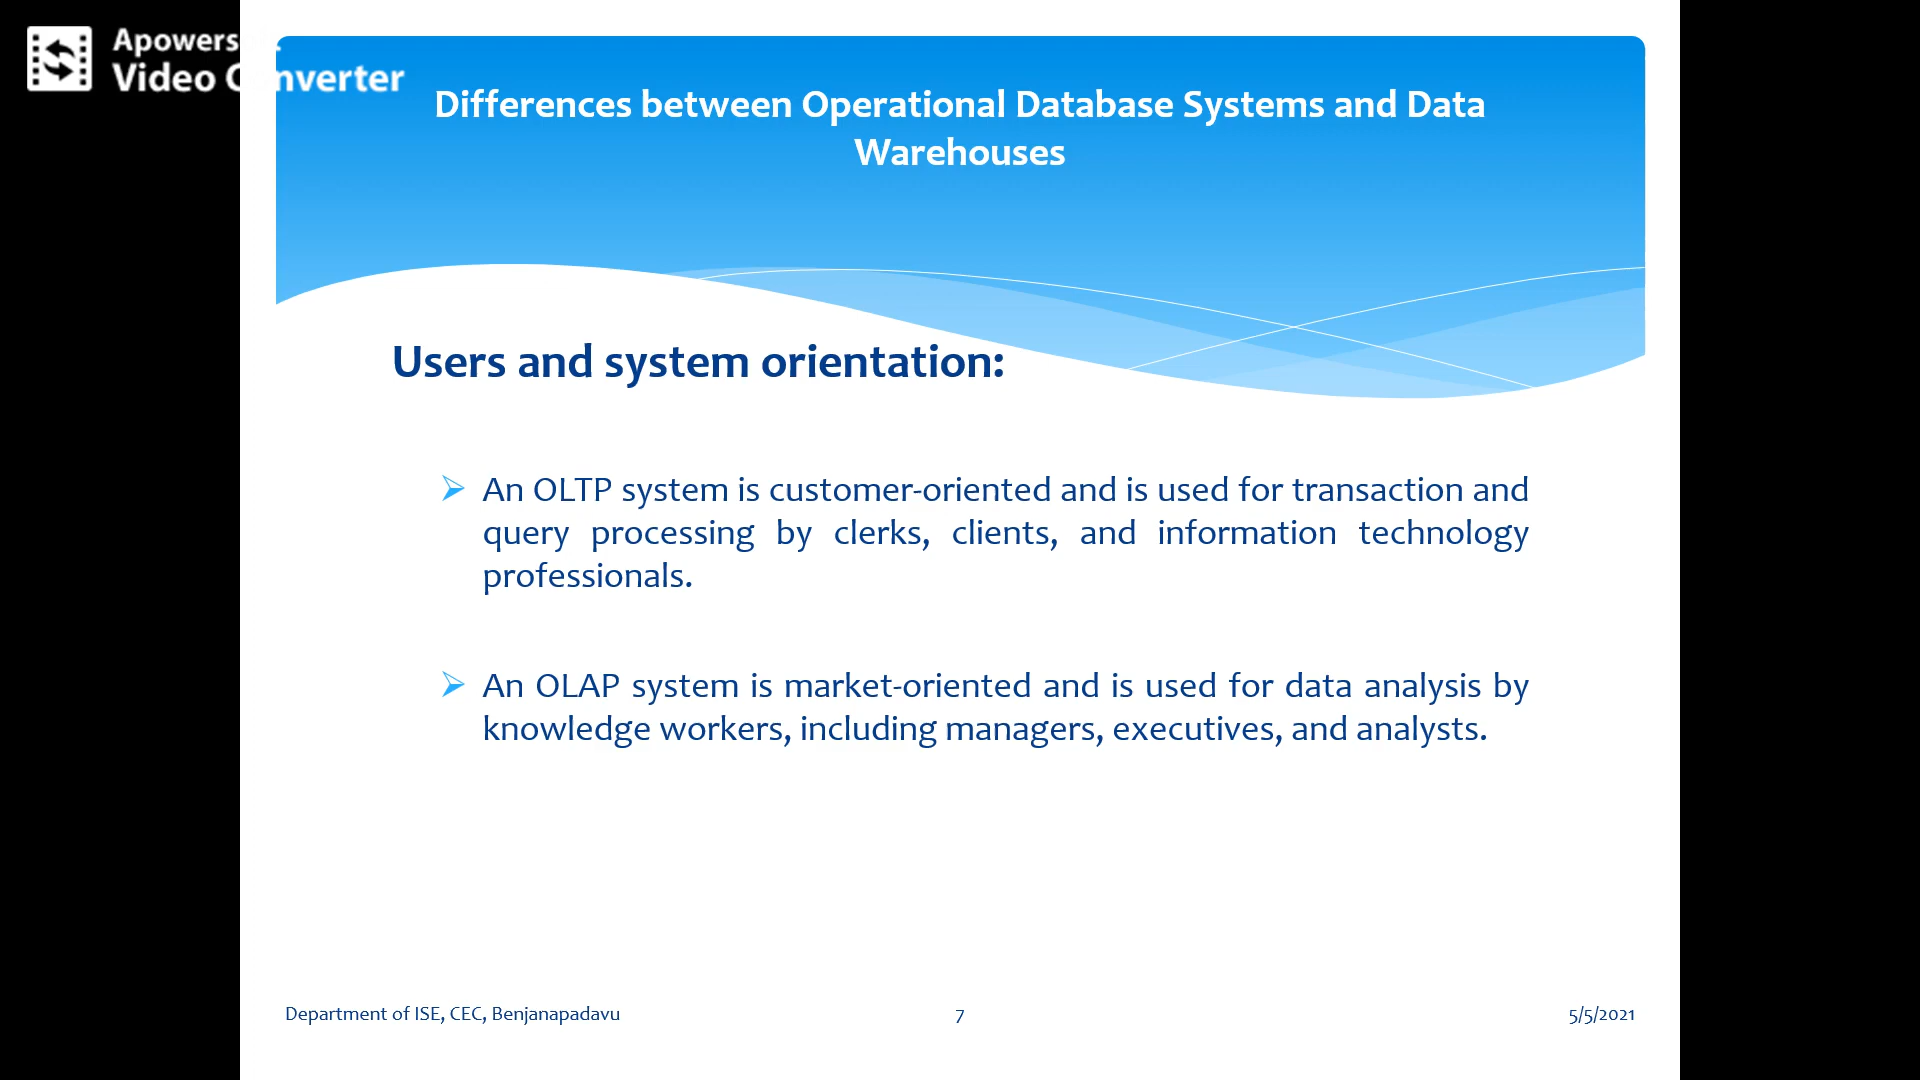 Apowersoft
Video Converter
Differences between Operational Database Systems and Data
Warehouses
Users and system orientation:
An OLTP system is customer-oriented and is used for transaction and
query processing by clerks, clients, and information technology
professionals.
An OLAP system is market-oriented and is used for data analysis by
knowledge workers, including managers, executives, and analysts.
Department of ISE, CEC, Benjanapadavu
7
5/5/2021